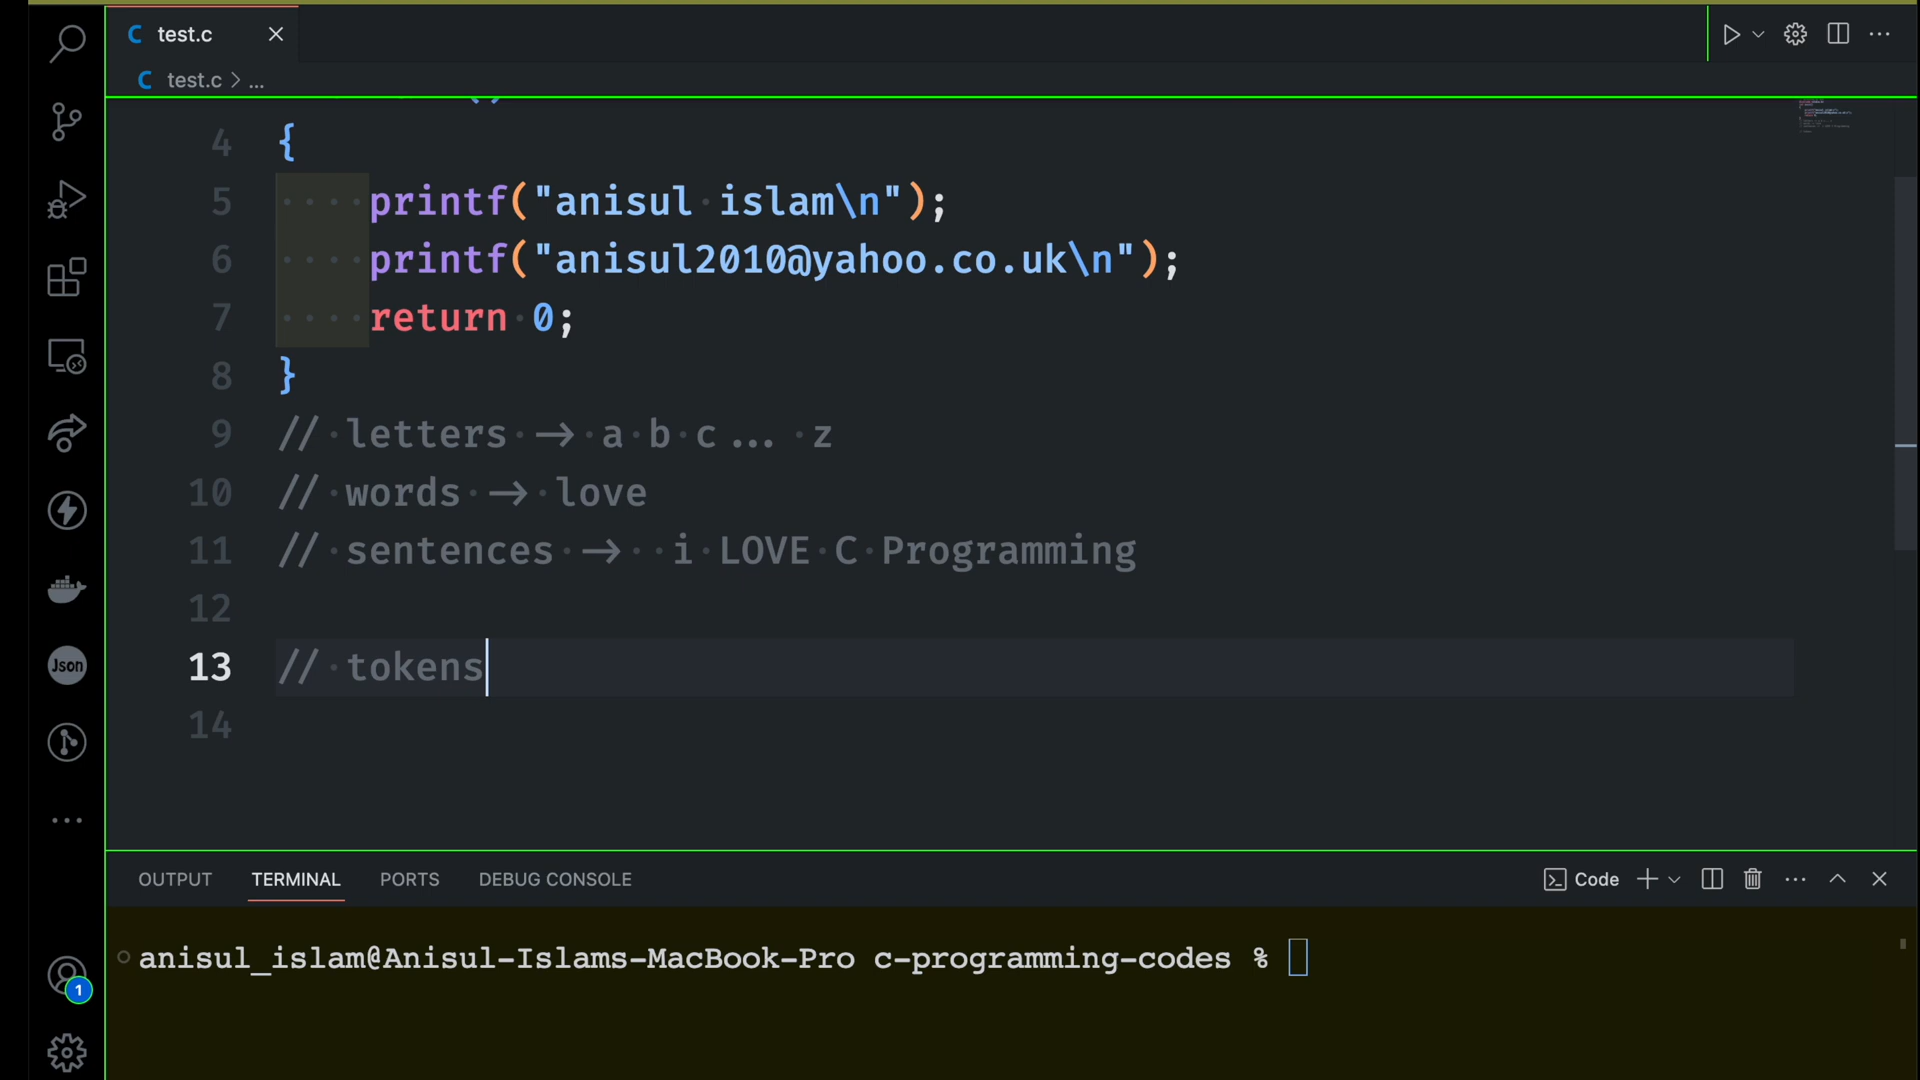 C test.c
C test.c > ...
4 {
5 printf("anisul islam\n");
6 printf("anisul2010@yahoo.co.uk\n");
7 return 0;
8 }
9 // letters -> a b c... z
10 // words -> love
11 // sentences -> i LOVE C Programming
12
13 // tokens
14
Json
OUTPUT TERMINAL PORTS DEBUG CONSOLE Code
anisul_islam@Anisul-Islams-MacBook-Pro c-programming-codes %
1